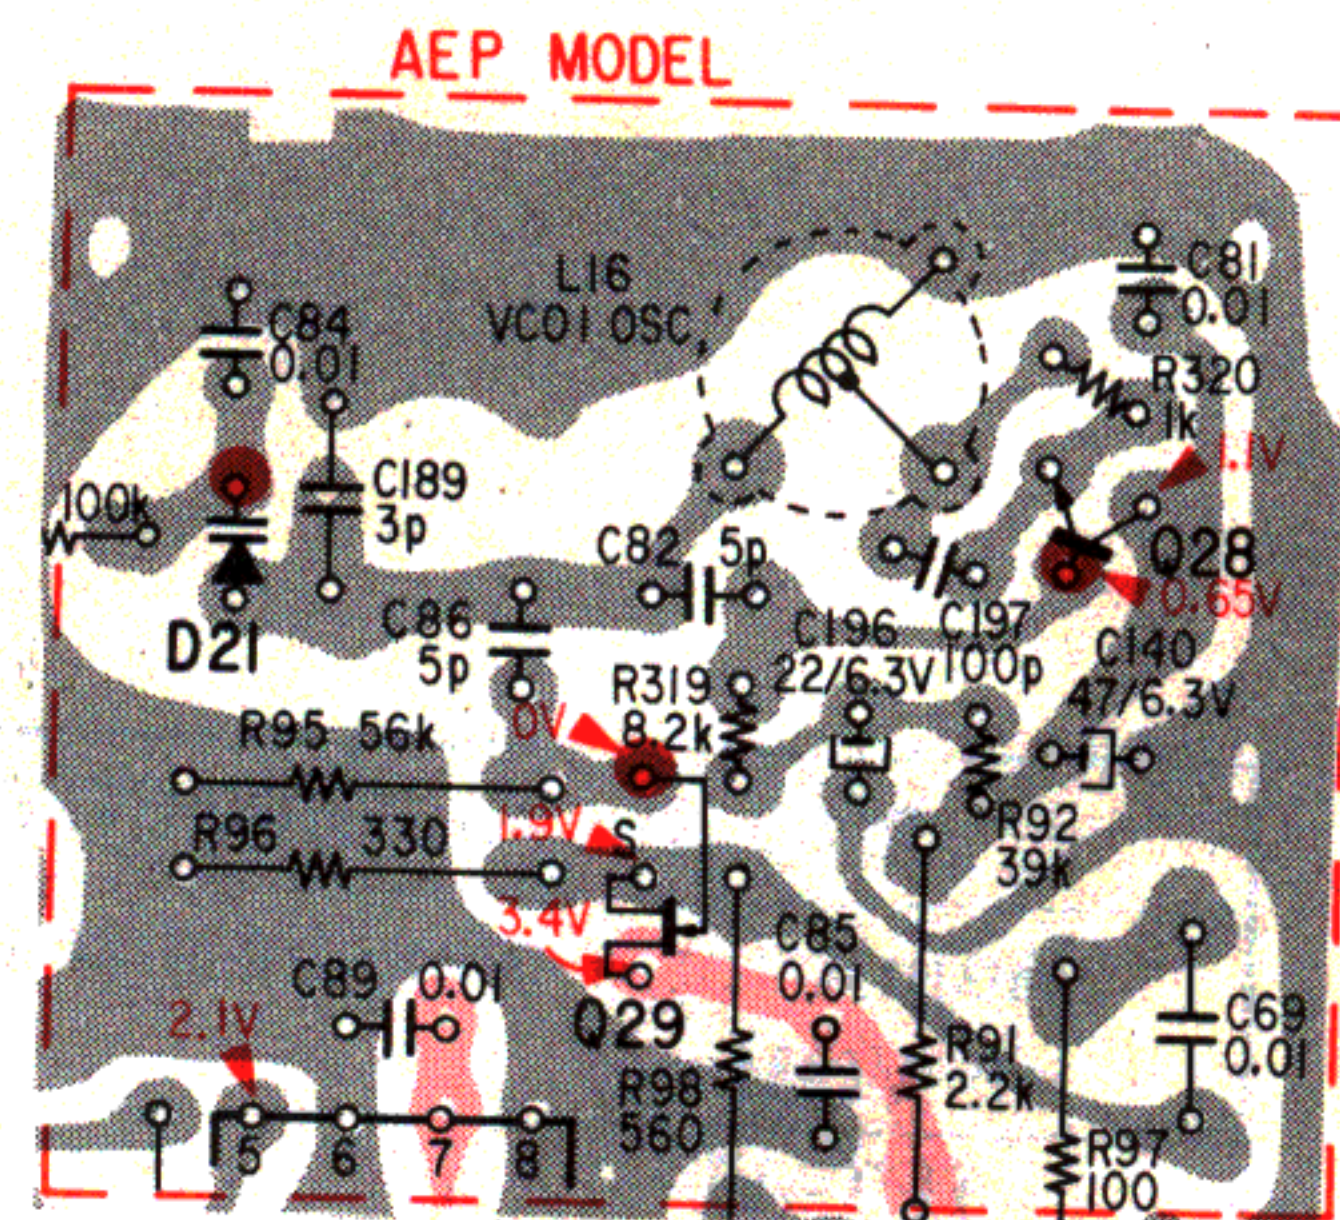 AEP MODEL
L16
VCO1 OSC
C81
0.01
C84
0.01
R320
1k
1.1V
100k
C189
3p
C82 5p
Q28
0.65V
D21
C86
5p
C196
22/6.3V
C197
100p
C140
47/6.3V
R319
8.2k
0V
R95 56k
1.9V
S
R96 330
R92
39k
3.4V
C85
0.01
C89 0.01
Q29
2.1V
C69
0.01
R91
2.2k
R98
560
R97
100
5 6 7 8